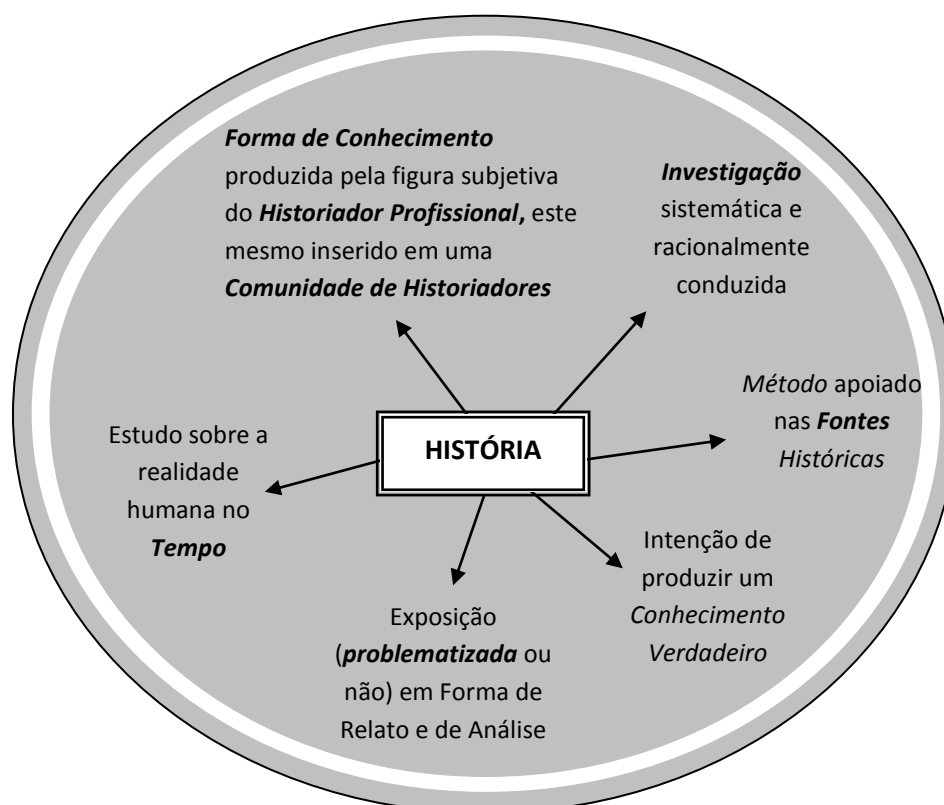 Forma de Conhecimento
produzida pela figura subjetiva
do Historiador Profissional, este
mesmo inserido em uma
Comunidade de Historiadores
Investigação
sistemática e
racionalmente
conduzida
Método apoiado
nas Fontes
Históricas
HISTÓRIA
Estudo sobre a
realidade
humana no
Tempo
Intenção de
produzir um
Conhecimento
Verdadeiro
Exposição
(problematizada ou
não) em Forma de
Relato e de Análise